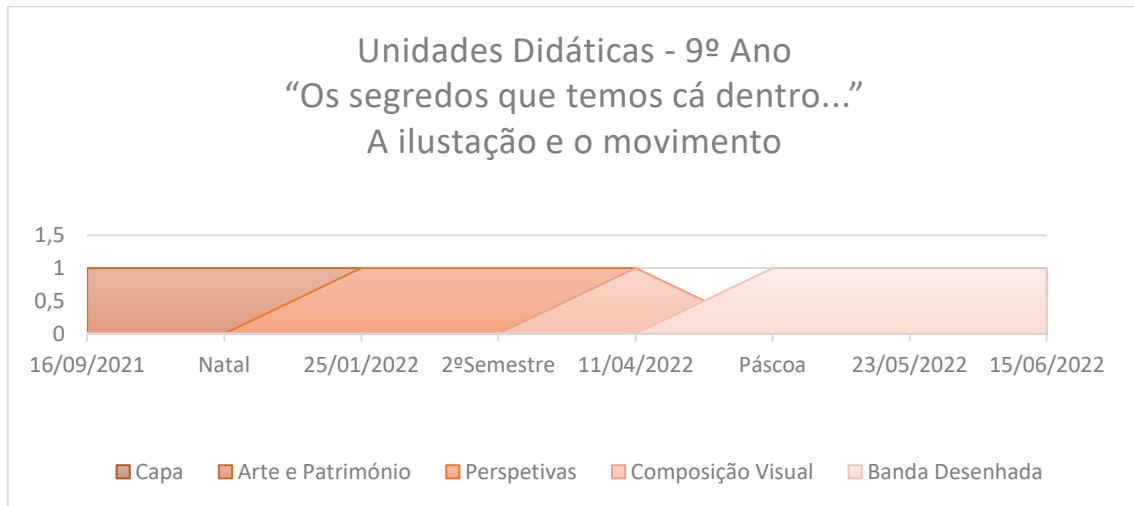 Unidades Didáticas - 9º Ano
“Os segredos que temos cá dentro...”
A ilustação e o movimento
1,5
1
0,5
0
16/09/2021 Natal 25/01/2022 2ºSemestre 11/04/2022 Páscoa 23/05/2022 15/06/2022
Capa Arte e Património Perspetivas Composição Visual Banda Desenhada